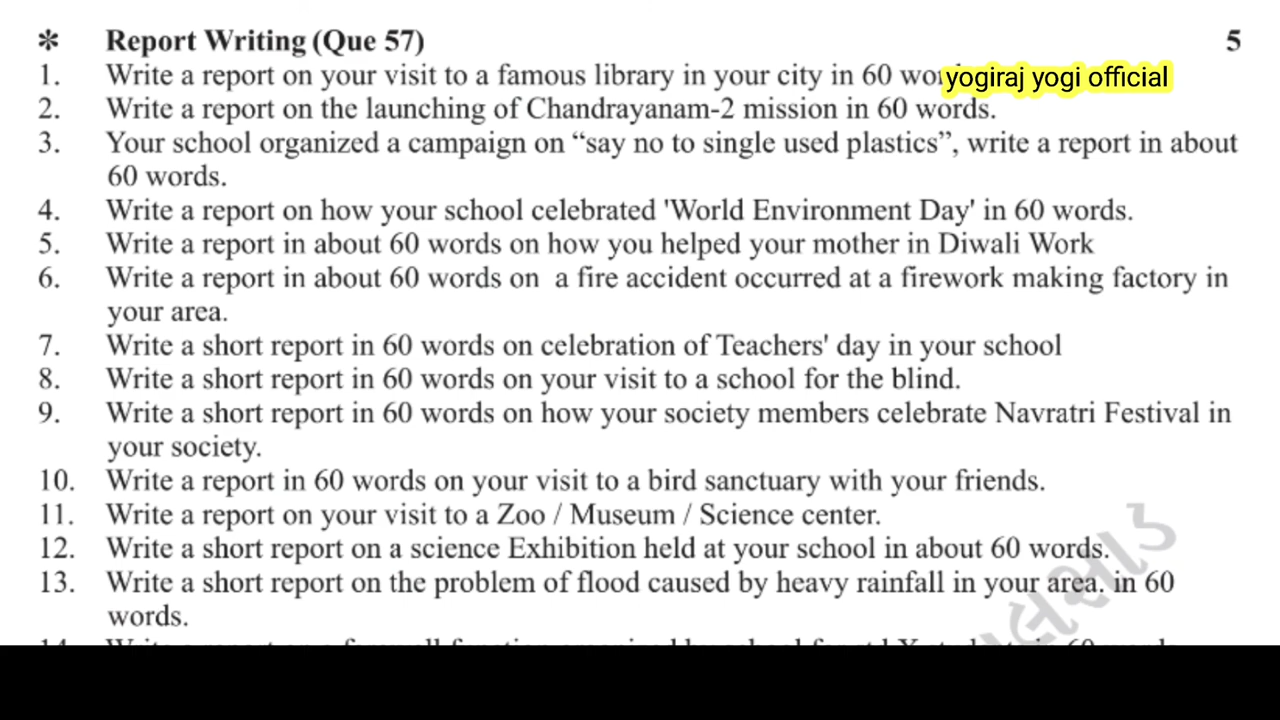 * Report Writing (Que 57) 5
1. Write a report on your visit to a famous library in your city in 60
yogiraj yogi official
2. Write a report on the launching of Chandrayanam-2 mission in 60 words.
3. Your school organized a campaign on “say no to single used plastics”, write a report in about
60 words.
4. Write a report on how your school celebrated 'World Environment Day' in 60 words.
5. Write a report in about 60 words on how you helped your mother in Diwali Work
6. Write a report in about 60 words on a fire accident occurred at a firework making factory in
your area.
7. Write a short report in 60 words on celebration of Teachers' day in your school
8. Write a short report in 60 words on your visit to a school for the blind.
9. Write a short report in 60 words on how your society members celebrate Navratri Festival in
your society.
10. Write a report in 60 words on your visit to a bird sanctuary with your friends.
11. Write a report on your visit to a Zoo / Museum / Science center.
12. Write a short report on a science Exhibition held at your school in about 60 words.
13. Write a short report on the problem of flood caused by heavy rainfall in your area. in 60
words.